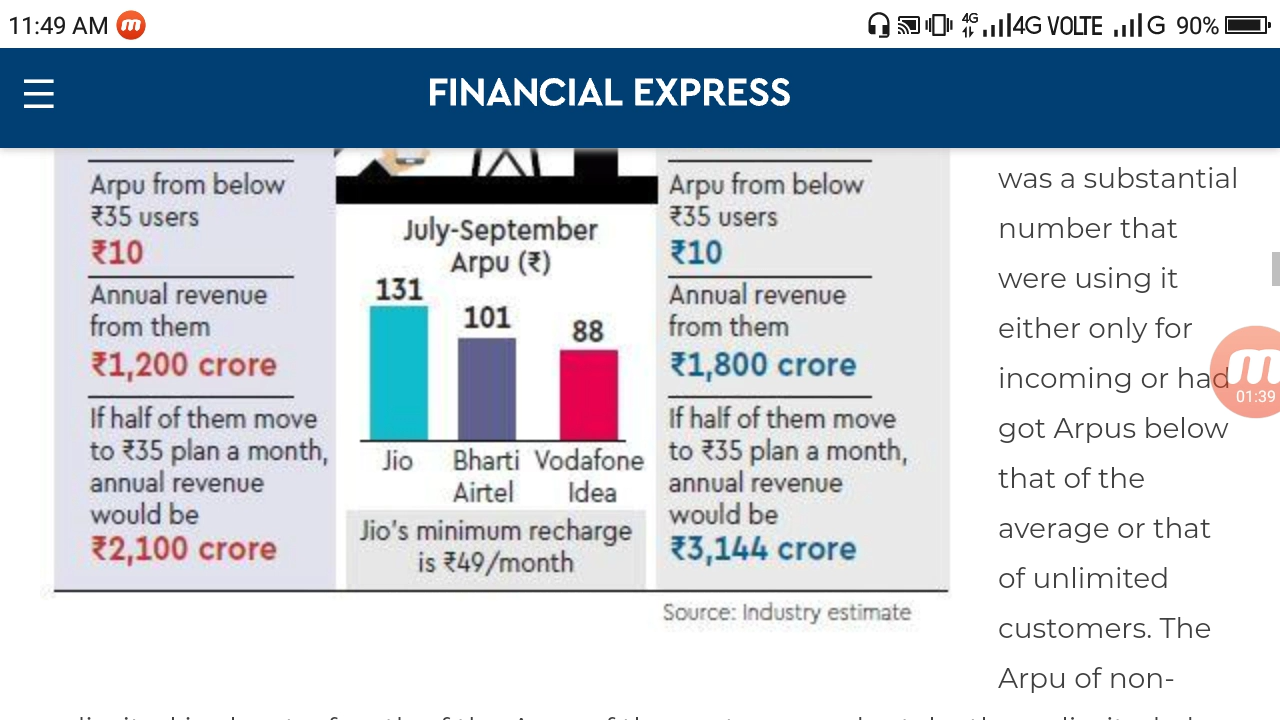 11:49 AM m 4G 4G VOLTE G 90%
FINANCIAL EXPRESS
Arpu from below
₹35 users
₹10
Annual revenue
from them
₹1,200 crore
If half of them move
to ₹35 plan a month,
annual revenue
would be
₹2,100 crore
July-September
Arpu (₹)
131
101
88
Jio
Bharti
Airtel
Vodafone
Idea
Jio's minimum recharge
is ₹49/month
Arpu from below
₹35 users
₹10
Annual revenue
from them
₹1,800 crore
If half of them move
to ₹35 plan a month,
annual revenue
would be
₹3,144 crore
Source: Industry estimate
was a substantial
number that
were using it
either only for
incoming or had
got Arpus below
that of the
average or that
of unlimited
customers. The
Arpu of non-
m
01:39